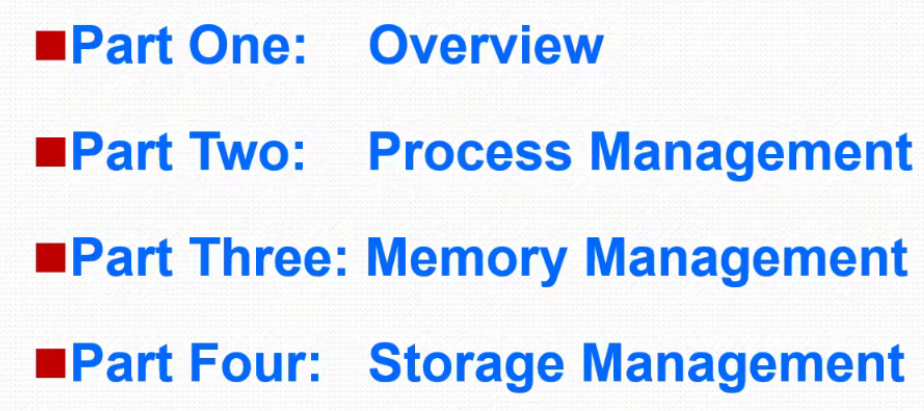 ■Part One: Overview
■Part Two: Process Management
■Part Three: Memory Management
■Part Four: Storage Management